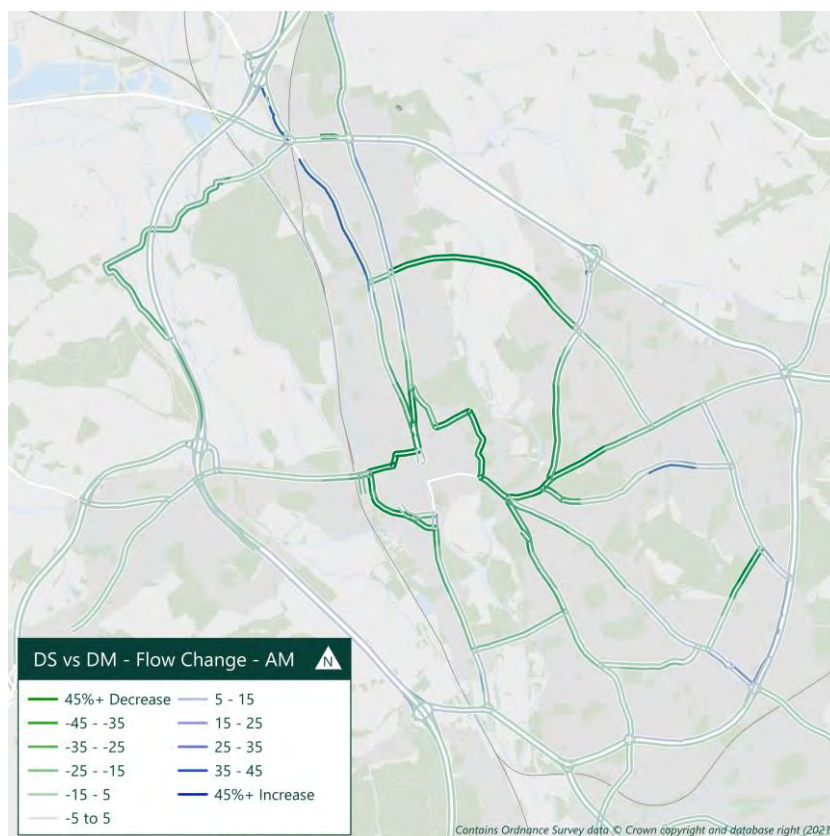 DS vs DM - Flow Change - AM
N
45%+ Decrease
-45 - -35
-35 - -25
-25 - -15
-15 - 5
-5 to 5
5 - 15
15 - 25
25 - 35
35 - 45
45%+ Increase
Contains Ordnance Survey data © Crown copyright and database right (2021